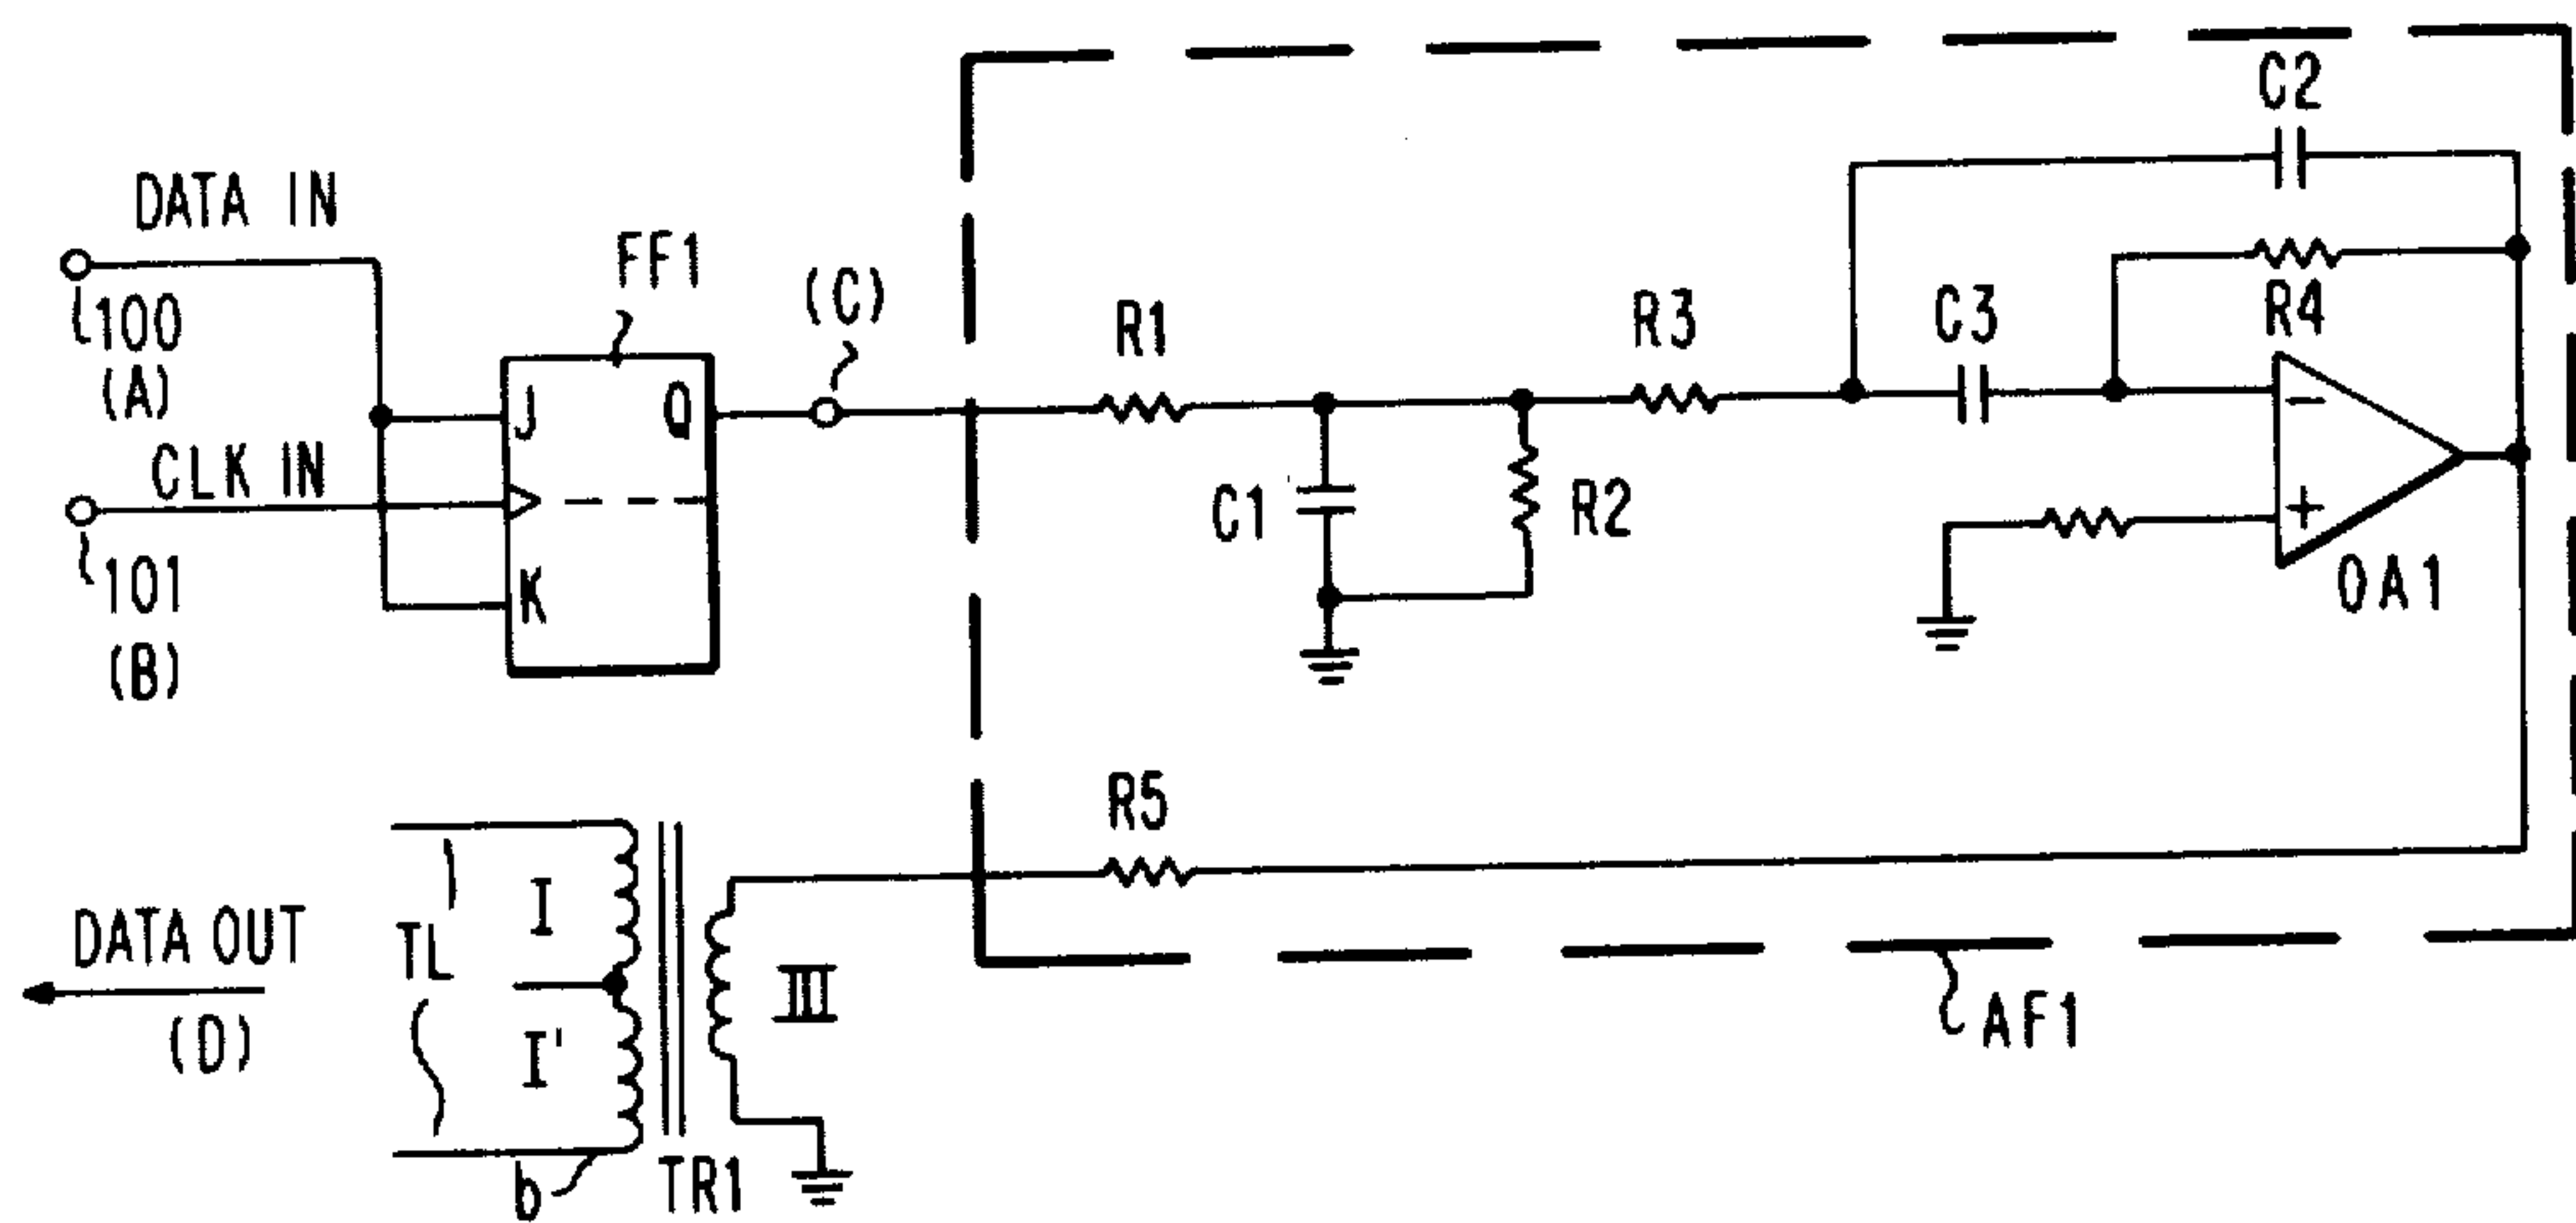 C2
DATA IN
100
(A)
FF1
(C)
R1
R3
C3
R4
J
Q
CLK IN
101
(B)
K
C1
R2
−
+
OA1
R5
DATA OUT
(D)
TL
I
I'
III
b
TR1
AF1